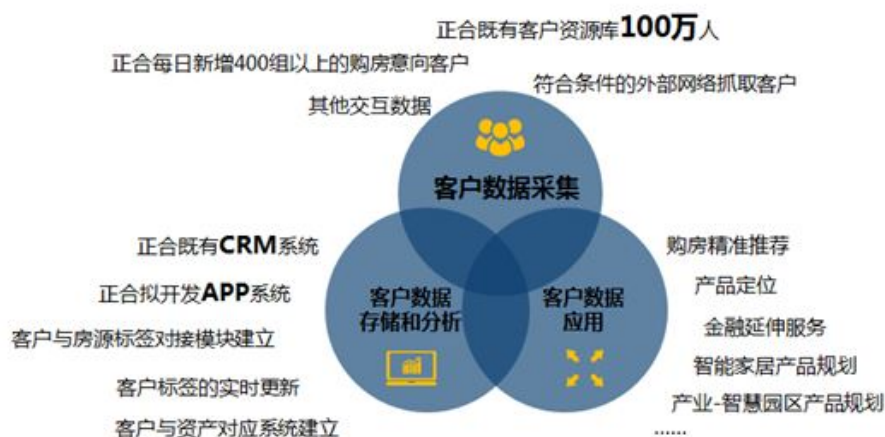 正合既有客户资源库100万人
正合每日新增400组以上的购房意向客户
符合条件的外部网络抓取客户
其他交互数据
客户数据采集
正合既有CRM系统
正合拟开发APP系统
客户与房源标签对接模块建立
客户标签的实时更新
客户与资产对应系统建立
客户数据
存储和分析
客户数据
应用
购房精准推荐
产品定位
金融延伸服务
智能家居产品规划
产业-智慧园区产品规划
......